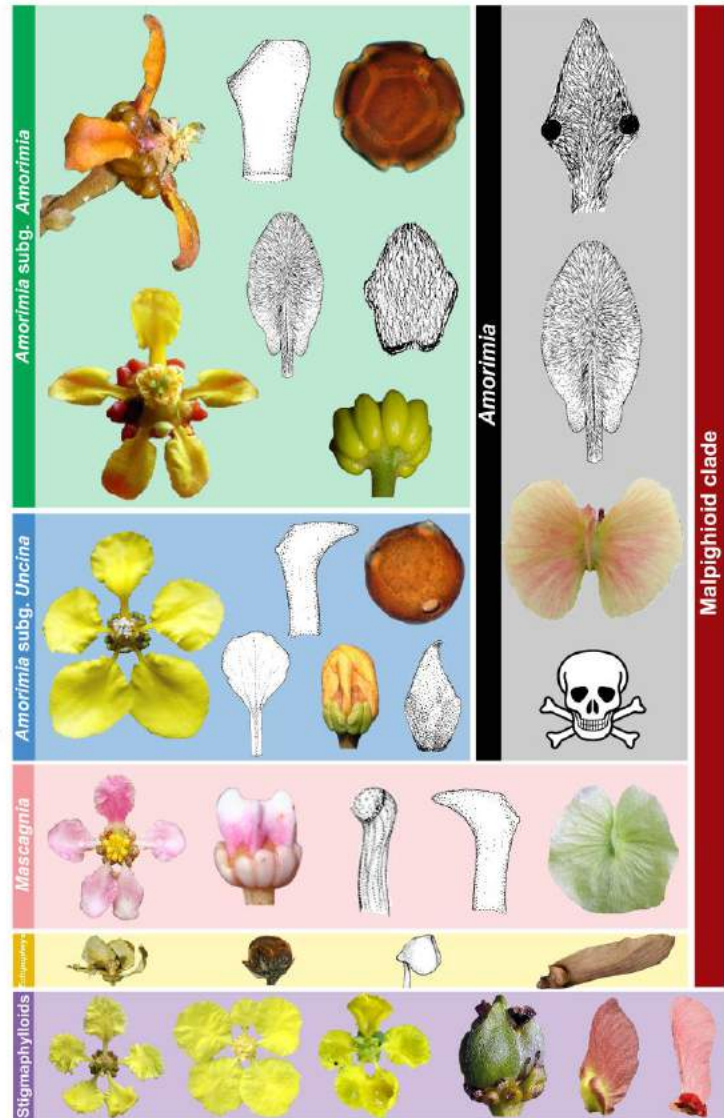 Amorimia subg. Amorimia
Amorimia
Malpighioid clade
Amorimia subg. Uncina
Mascagnia
Stigmaphylloids